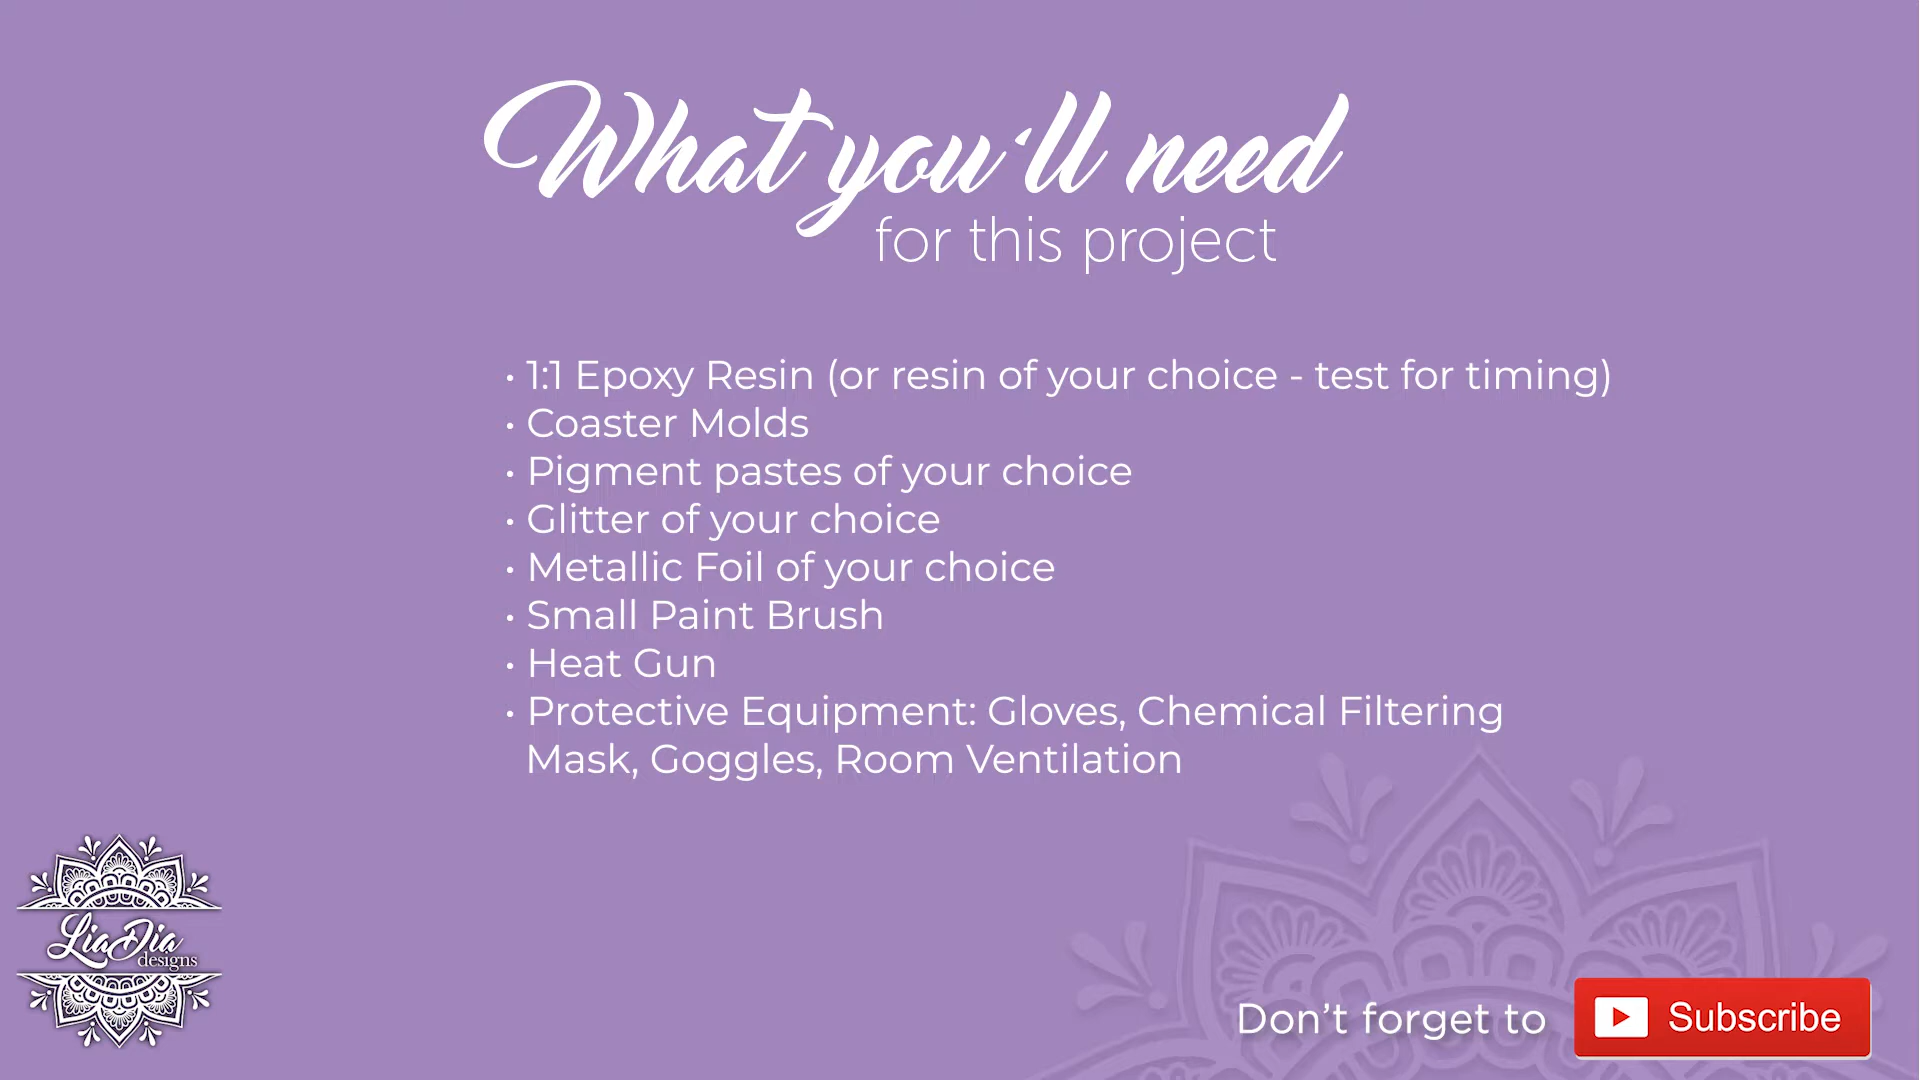 What you'll need
for this project
• 1:1 Epoxy Resin (or resin of your choice - test for timing)
• Coaster Molds
• Pigment pastes of your choice
• Glitter of your choice
• Metallic Foil of your choice
• Small Paint Brush
• Heat Gun
• Protective Equipment: Gloves, Chemical Filtering
Mask, Goggles, Room Ventilation
LiaDia
designs
Don't forget to
Subscribe